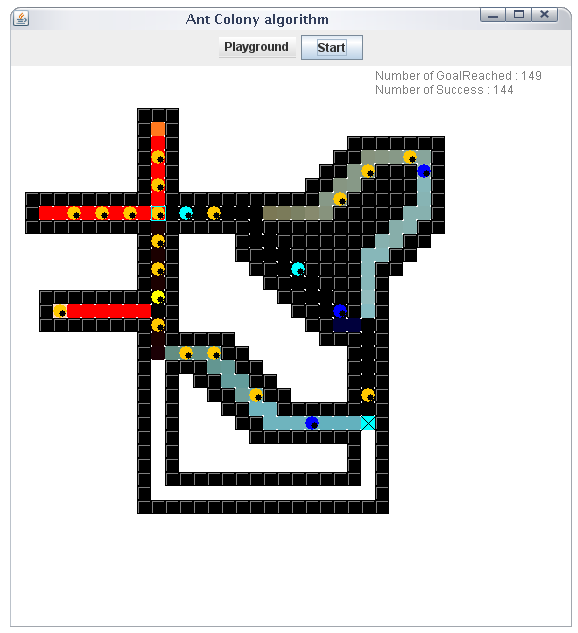 Ant Colony algorithm
Playground Start
Number of GoalReached : 149
Number of Success : 144